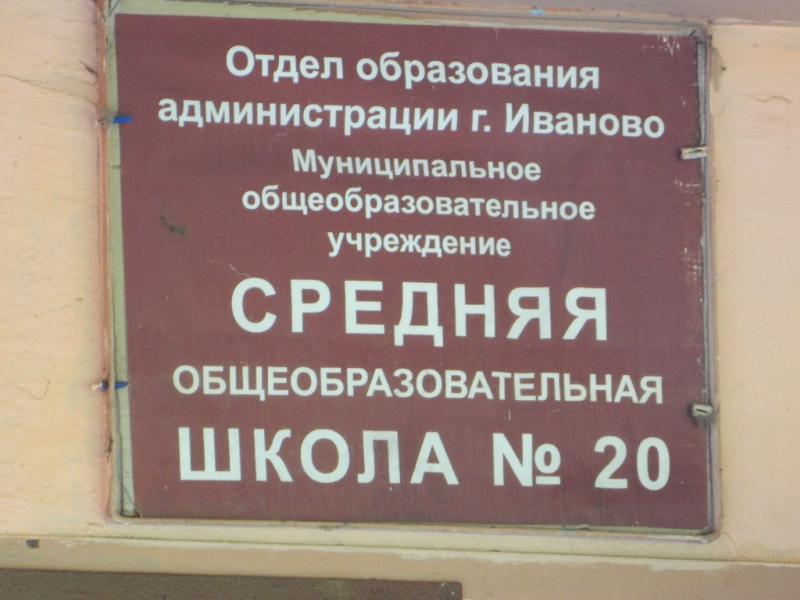 Отдел образования
администрации г. Иваново
Муниципальное
общеобразовательное
учреждение
СРЕДНЯЯ
ОБЩЕОБРАЗОВАТЕЛЬНАЯ
ШКОЛА № 20